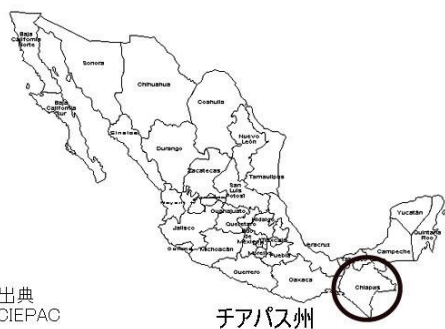 Baja
California
Norte
Sonora
Chihuahua
Coahuila
Baja
California
Sur
Sinaloa
Nuevo
León
Durango
Tamaulipas
Zacatecas
San
Luis
Potosí
Guanajuato
Hidalgo
Jalisco
Querétaro
Yucatán
Quintana
Roo
Campeche
Michoacán
Morelos
Puebla
Veracruz
Guerrero
Oaxaca
Chiapas
出典
CIEPAC
チアパス州